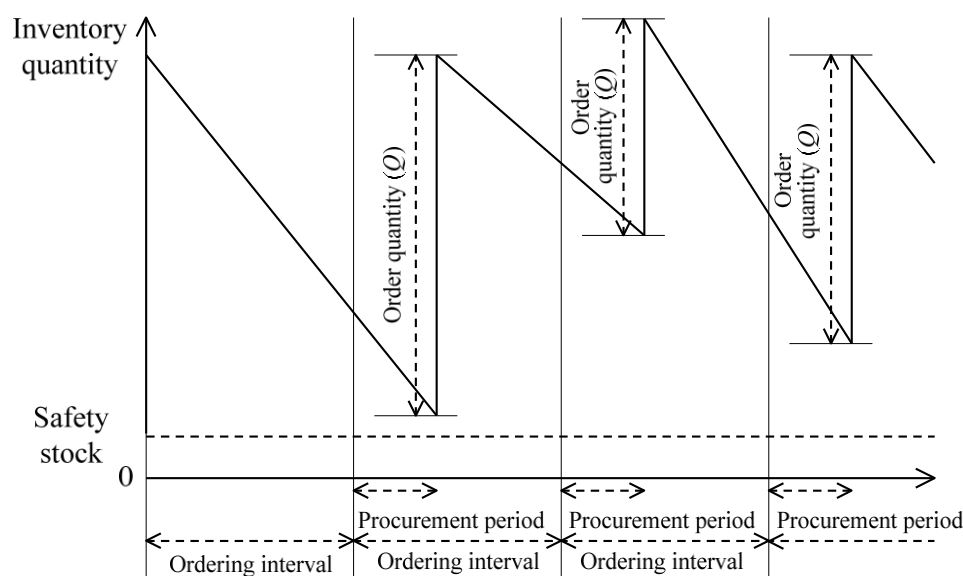 Inventory
quantity
Order quantity (Q)
Order
quantity (Q)
Order
quantity (Q)
Safety
stock
0
Procurement period
Procurement period
Procurement period
Ordering interval
Ordering interval
Ordering interval